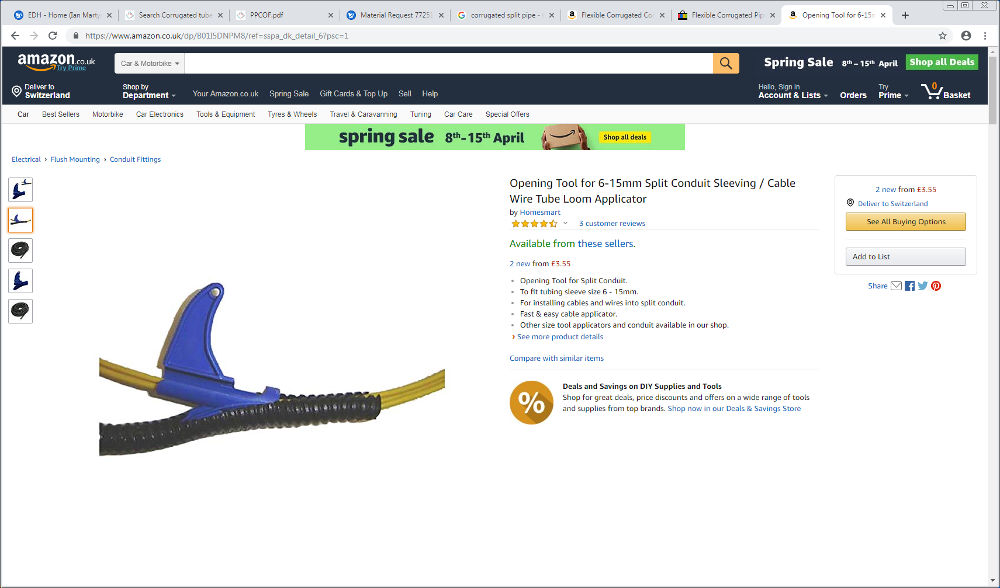 EDH - Home (Ian Marty
Search Corrugated tube
PPCOF.pdf
Material Request 77251
corrugated split pipe -
Flexible Corrugated Co
Flexible Corrugated Pip
Opening Tool for 6-15m
https://www.amazon.co.uk/dp/B01I5DNPM8/ref=sspa_dk_detail_6?psc=1
amazon.co.uk
Try Prime
Car & Motorbike
Spring Sale 8th – 15th April Shop all Deals
Deliver to
Switzerland
Shop by
Department
Your Amazon.co.uk Spring Sale Gift Cards & Top Up Sell Help
Hello, Sign in
Account & Lists
Orders
Try
Prime
0
Basket
Car Best Sellers Motorbike Car Electronics Tools & Equipment Tyres & Wheels Travel & Caravanning Tuning Car Care Special Offers
spring sale 8th-15th April Shop all deals
Electrical › Flush Mounting › Conduit Fittings
Opening Tool for 6-15mm Split Conduit Sleeving / Cable
Wire Tube Loom Applicator
by Homesmart
3 customer reviews
Available from these sellers.
2 new from £3.55
• Opening Tool for Split Conduit.
• To fit tubing sleeve size 6 - 15mm.
• For installing cables and wires into split conduit.
• Fast & easy cable applicator.
• Other size tool applicators and conduit available in our shop.
› See more product details
Compare with similar items
%
Deals and Savings on DIY Supplies and Tools
Shop for great deals, price discounts and offers on a wide range of tools
and supplies from top brands. Shop now in our Deals & Savings Store
2 new from £3.55
Deliver to Switzerland
See All Buying Options
Add to List
Share